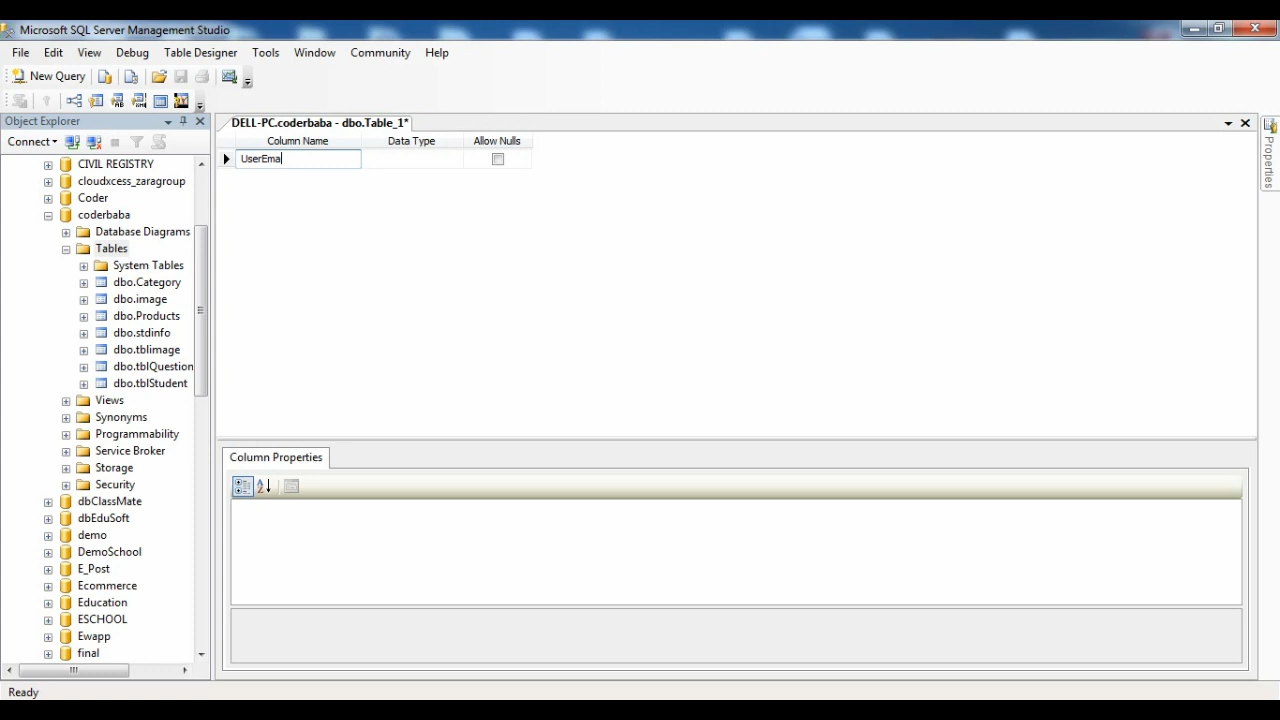 Microsoft SQL Server Management Studio
File Edit View Debug Table Designer Tools Window Community Help
New Query
Object Explorer
Connect
CIVIL REGISTRY
cloudxcess_zaragroup
Coder
coderbaba
Database Diagrams
Tables
System Tables
dbo.Category
dbo.image
dbo.Products
dbo.stdinfo
dbo.tblimage
dbo.tblQuestion
dbo.tblStudent
Views
Synonyms
Programmability
Service Broker
Storage
Security
dbClassMate
dbEduSoft
demo
DemoSchool
E_Post
Ecommerce
Education
ESCHOOL
Ewapp
final
DELL-PC.coderbaba - dbo.Table_1*
Column Name Data Type Allow Nulls
UserEma
Column Properties
Properties
Ready